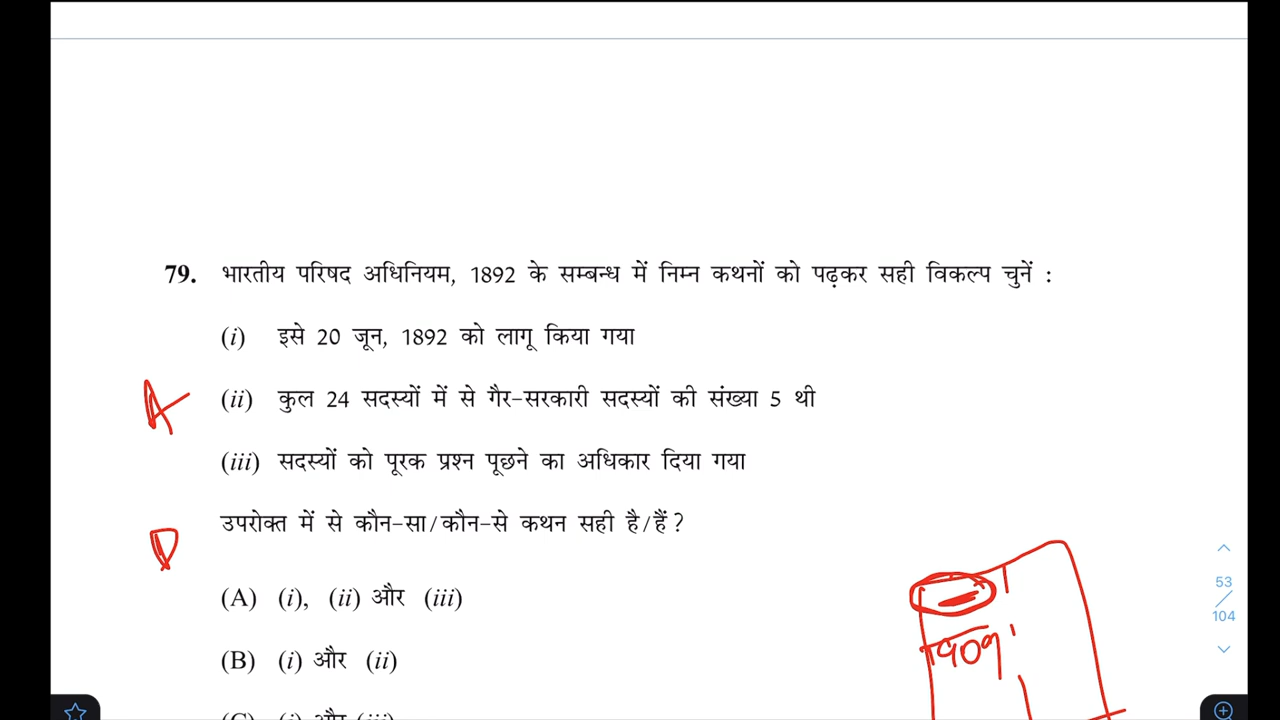 79. भारतीय परिषद अधिनियम, 1892 के सम्बन्ध में निम्न कथनों को पढ़कर सही विकल्प चुनें :
(i) इसे 20 जून, 1892 को लागू किया गया
(ii) कुल 24 सदस्यों में से गैर-सरकारी सदस्यों की संख्या 5 थी
A
(iii) सदस्यों को पूरक प्रश्न पूछने का अधिकार दिया गया
उपरोक्त में से कौन-सा/कौन-से कथन सही है/हैं?
D
(A) (i), (ii) और (iii)
53
104
1909
(B) (i) और (ii)
(C) (i) और (iii)